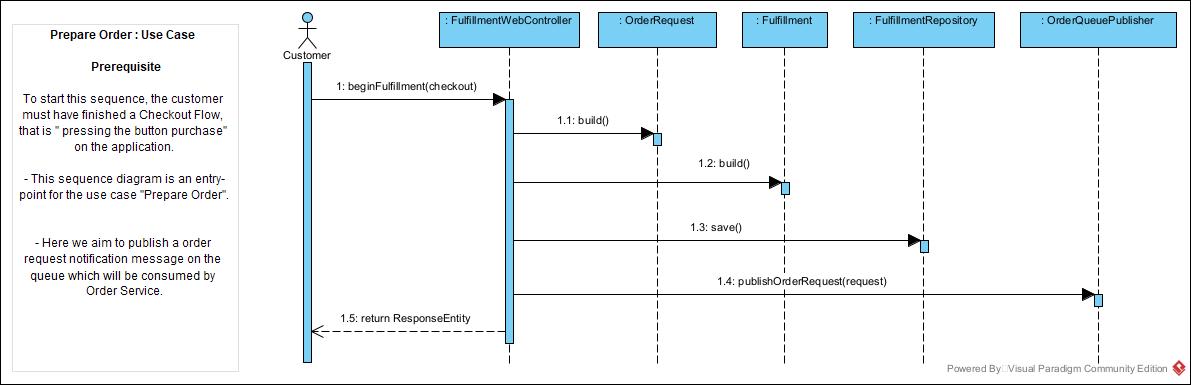 Prepare Order : Use Case
Prerequisite
To start this sequence, the customer
must have finished a Checkout Flow,
that is " pressing the button purchase"
on the application.
- This sequence diagram is an entry-
point for the use case "Prepare Order".
- Here we aim to publish a order
request notification message on the
queue which will be consumed by
Order Service.
Customer
: FulfillmentWebController
: OrderRequest
: Fulfillment
: FulfillmentRepository
: OrderQueuePublisher
1: beginFulfillment(checkout)
1.1: build()
1.2: build()
1.3: save()
1.4: publishOrderRequest(request)
1.5: return ResponseEntity
Powered By Visual Paradigm Community Edition